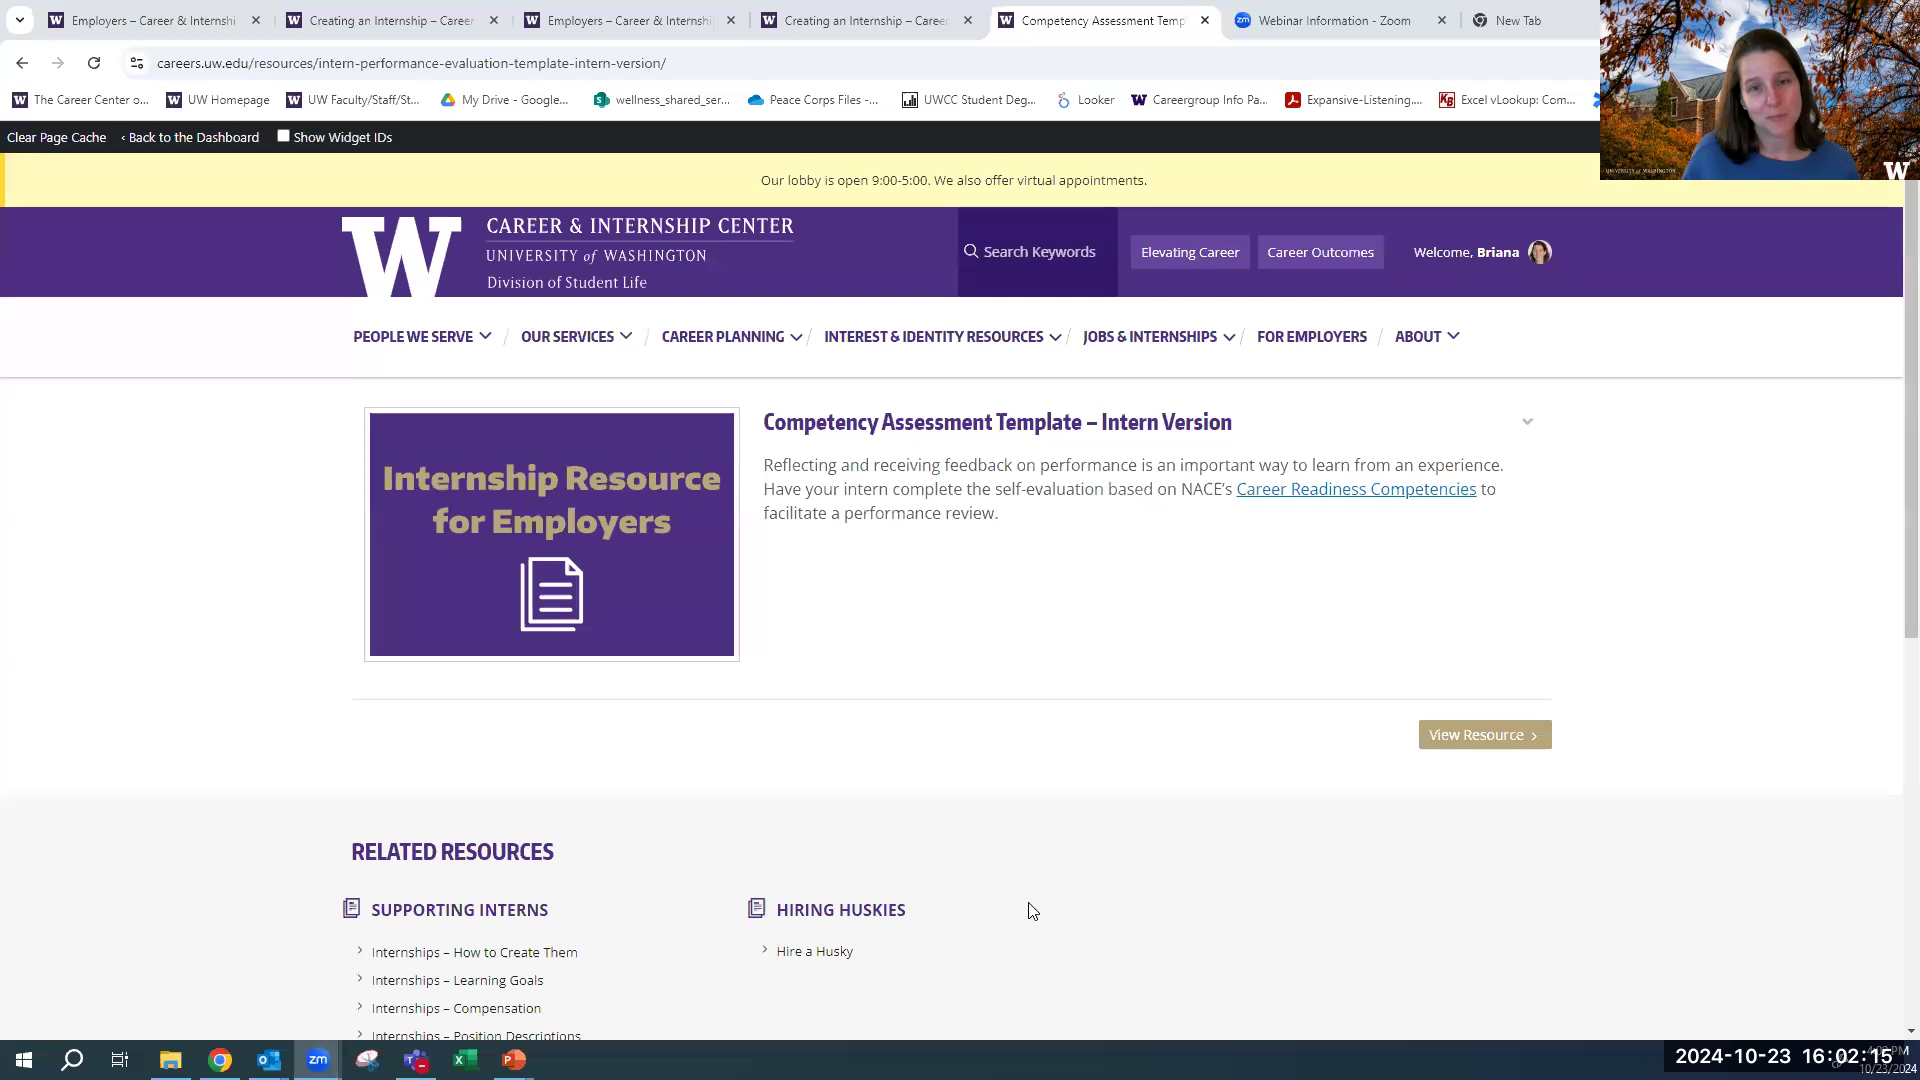 Employers – Career & Internshi
Creating an Internship – Career
Employers – Career & Internshi
Creating an Internship – Caree
Competency Assessment Temp
zm
Webinar Information - Zoom
New Tab
careers.uw.edu/resources/intern-performance-evaluation-template-intern-version/
The Career Center o...
UW Homepage
UW Faculty/Staff/St...
My Drive - Google...
wellness_shared_ser...
Peace Corps Files -...
UWCC Student Deg...
Looker
Careergroup Info Pa...
Expansive-Listening....
Excel vLookup: Com...
Clear Page Cache
‹ Back to the Dashboard
Show Widget IDs
UNIVERSITY of WASHINGTON
W
Our lobby is open 9:00-5:00. We also offer virtual appointments.
W
CAREER & INTERNSHIP CENTER
UNIVERSITY of WASHINGTON
Division of Student Life
Search Keywords
Elevating Career
Career Outcomes
Welcome, Briana
PEOPLE WE SERVE
OUR SERVICES
CAREER PLANNING
INTEREST & IDENTITY RESOURCES
JOBS & INTERNSHIPS
FOR EMPLOYERS
ABOUT
Internship Resource
for Employers
Competency Assessment Template – Intern Version
Reflecting and receiving feedback on performance is an important way to learn from an experience.
Have your intern complete the self-evaluation based on NACE’s Career Readiness Competencies to
facilitate a performance review.
View Resource
RELATED RESOURCES
SUPPORTING INTERNS
Internships – How to Create Them
Internships – Learning Goals
Internships – Compensation
Internships – Position Descriptions
HIRING HUSKIES
Hire a Husky
zm
2024-10-23 16:02:15
10/23/2024